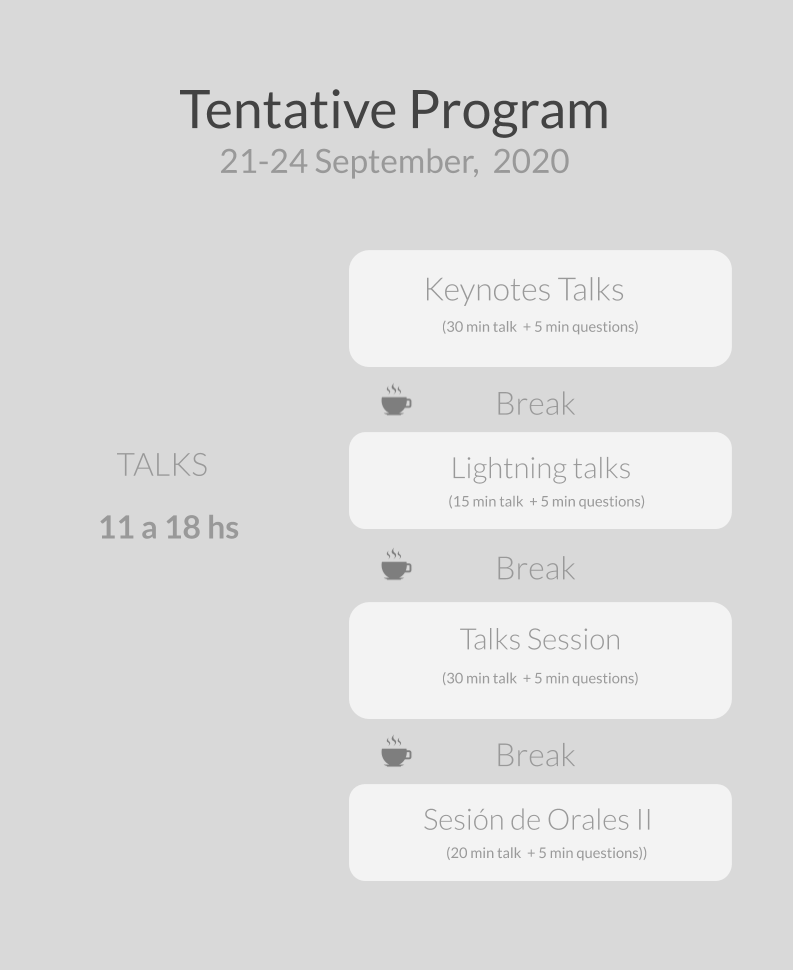 Tentative Program
21-24 September, 2020
Keynotes Talks
(30 min talk + 5 min questions)
Break
TALKS
11 a 18 hs
Lightning talks
(15 min talk + 5 min questions)
Break
Talks Session
(30 min talk + 5 min questions)
Break
Sesión de Orales II
(20 min talk + 5 min questions))